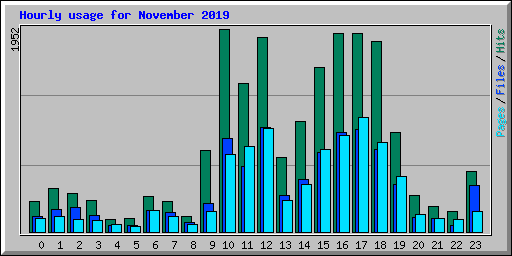 Hourly usage for November 2019
1952
Pages/Files/Hits
0 1 2 3 4 5 6 7 8 9 10 11 12 13 14 15 16 17 18 19 20 21 22 23